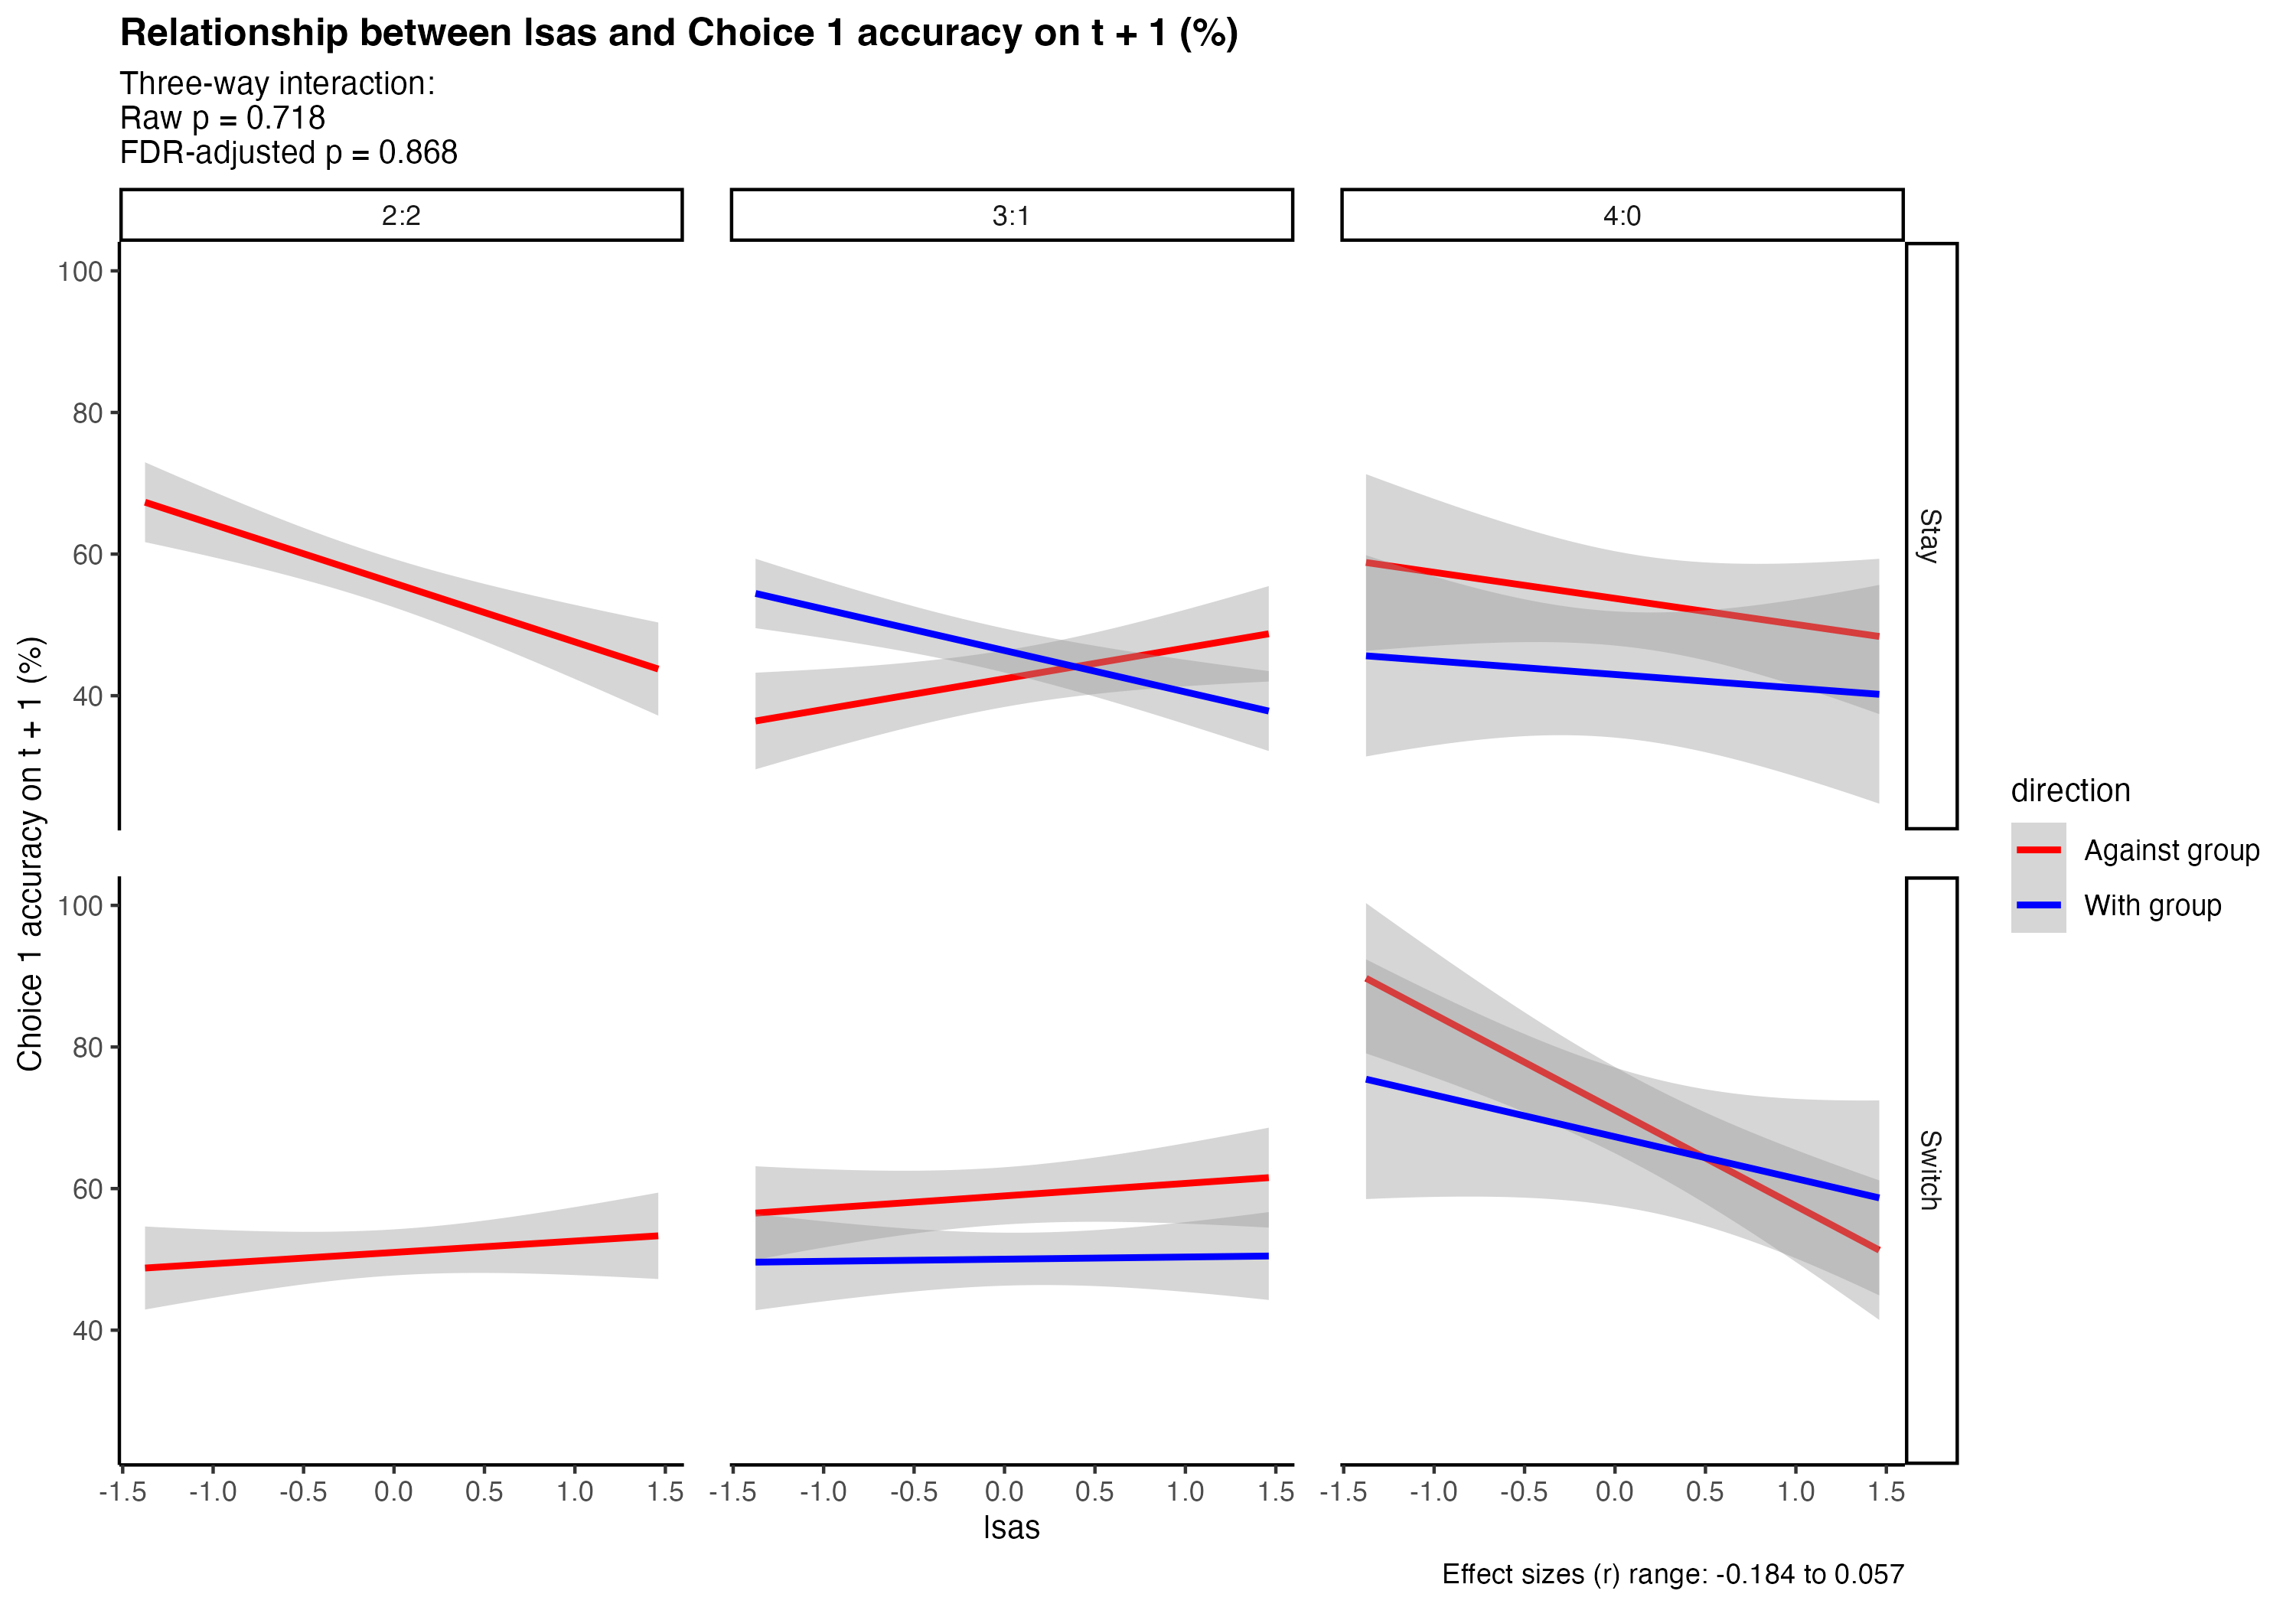 Relationship between lsas and Choice 1 accuracy on t + 1 (%)
Three-way interaction:
Raw p = 0.718
FDR-adjusted p = 0.868
2:2
3:1
4:0
100
80
60
40
Stay
Choice 1 accuracy on t + 1 (%)
direction
Against group
With group
100
80
60
40
Switch
-1.5 -1.0 -0.5 0.0 0.5 1.0 1.5
-1.5 -1.0 -0.5 0.0 0.5 1.0 1.5
-1.5 -1.0 -0.5 0.0 0.5 1.0 1.5
lsas
Effect sizes (r) range: -0.184 to 0.057